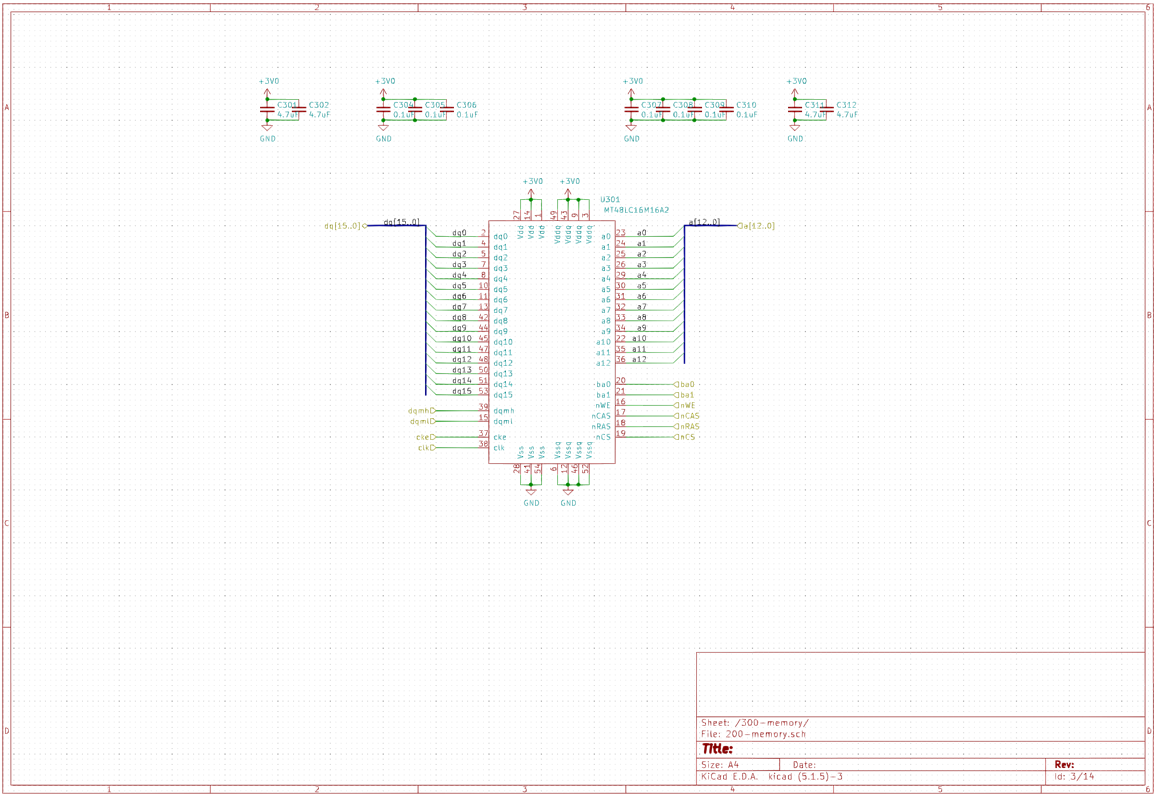 1 2 3 4 5 6
+3V0 +3V0 +3V0 +3V0
A C301 C302 C304 C305 C306 C307 C308 C309 C310 C311 C312 A
4.7uF 4.7uF 0.1uF 0.1uF 0.1uF 0.1uF 0.1uF 0.1uF 0.1uF 4.7uF 4.7uF
GND GND GND GND
+3V0 +3V0
U301
MT48LC16M16A2
27 14 1 49 43 9 3
Vdd Vdd Vdd Vddq Vddq Vddq Vddq
dq[15..0] dq[15..0] a[12..0] a[12..0]
dq0 2 dq0 a0 23 a0
dq1 4 dq1 a1 24 a1
dq2 5 dq2 a2 25 a2
dq3 7 dq3 a3 26 a3
dq4 8 dq4 a4 29 a4
dq5 10 dq5 a5 30 a5
dq6 11 dq6 a6 31 a6
B dq7 13 dq7 a7 32 a7 B
dq8 42 dq8 a8 33 a8
dq9 44 dq9 a9 34 a9
dq10 45 dq10 a10 22 a10
dq11 47 dq11 a11 35 a11
dq12 48 dq12 a12 36 a12
dq13 50 dq13
dq14 51 dq14 ba0 20 ba0
dq15 53 dq15 ba1 21 ba1
nWE 16 nWE
dqmh 39 dqmh nCAS 17 nCAS
dqml 15 dqml nRAS 18 nRAS
cke 37 cke nCS 19 nCS
clk 38 clk
Vss Vss Vss Vssq Vssq Vssq Vssq
28 41 54 6 12 46 52
GND GND
C C
Sheet: /300-memory/
File: 200-memory.sch
D D
Title:
Size: A4 Date: Rev:
KiCad E.D.A. kicad (5.1.5)-3 Id: 3/14
1 2 3 4 5 6